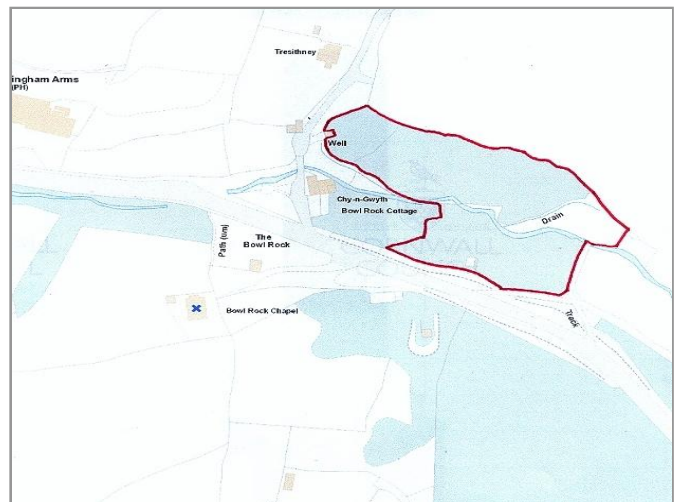 Tresithney
ingham Arms
(PH)
Well
Chy-n-Gwyth
Bowl Rock Cottage
Drain
The
Bowl Rock
Path (um)
Track
Bowl Rock Chapel